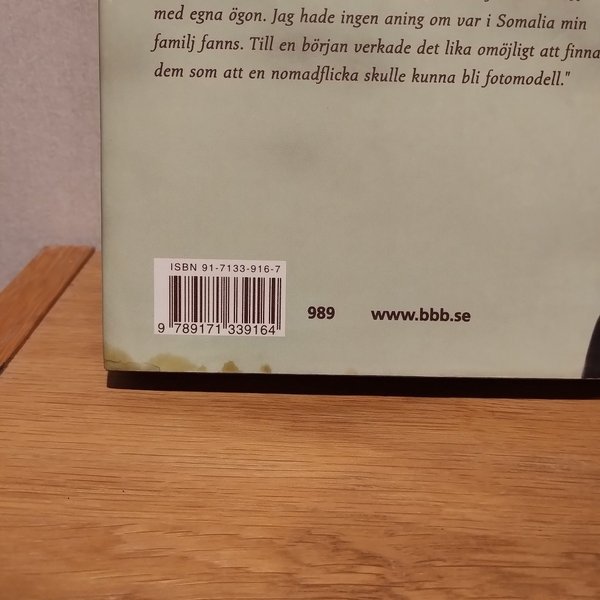 med egna ögon. Jag hade ingen aning om var i Somalia min
familj fanns. Till en början verkade det lika omöjligt att finna
dem som att en nomadflicka skulle kunna bli fotomodell."
ISBN 91-7133-916-7
9 789171 339164
989
www.bbb.se